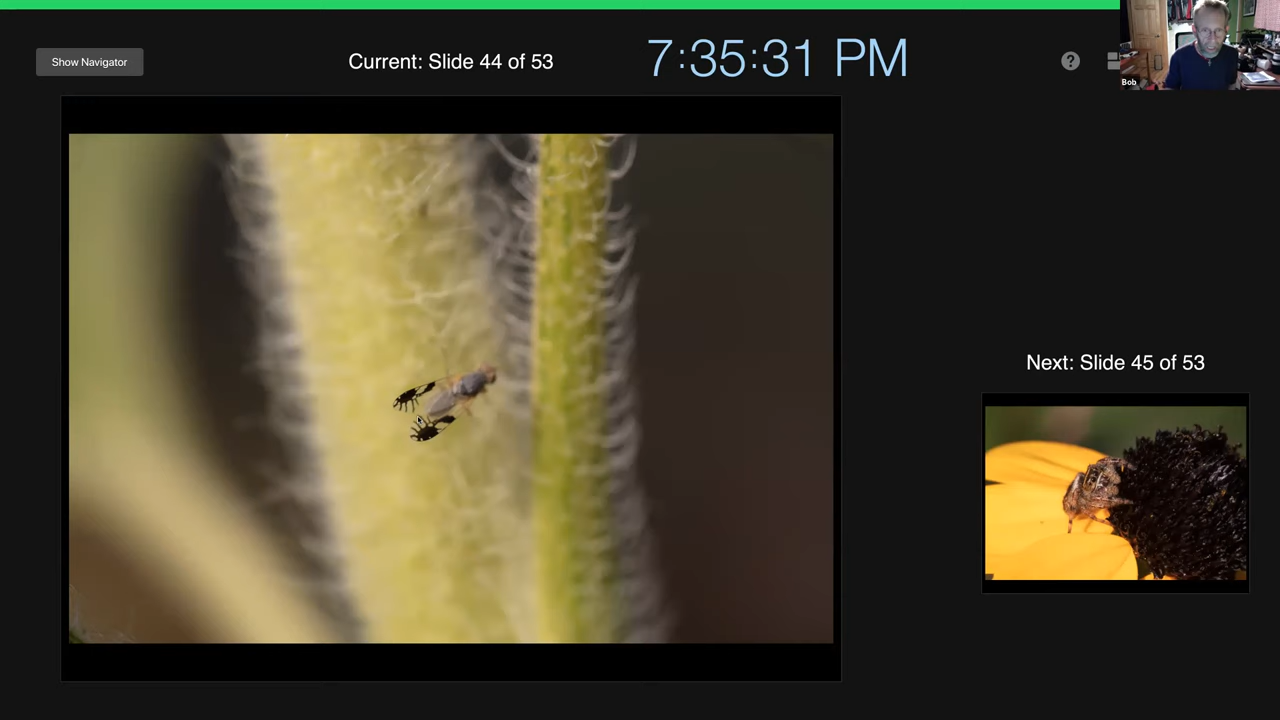 Show Navigator
Current: Slide 44 of 53
7:35:31 PM
?
Bob
Next: Slide 45 of 53